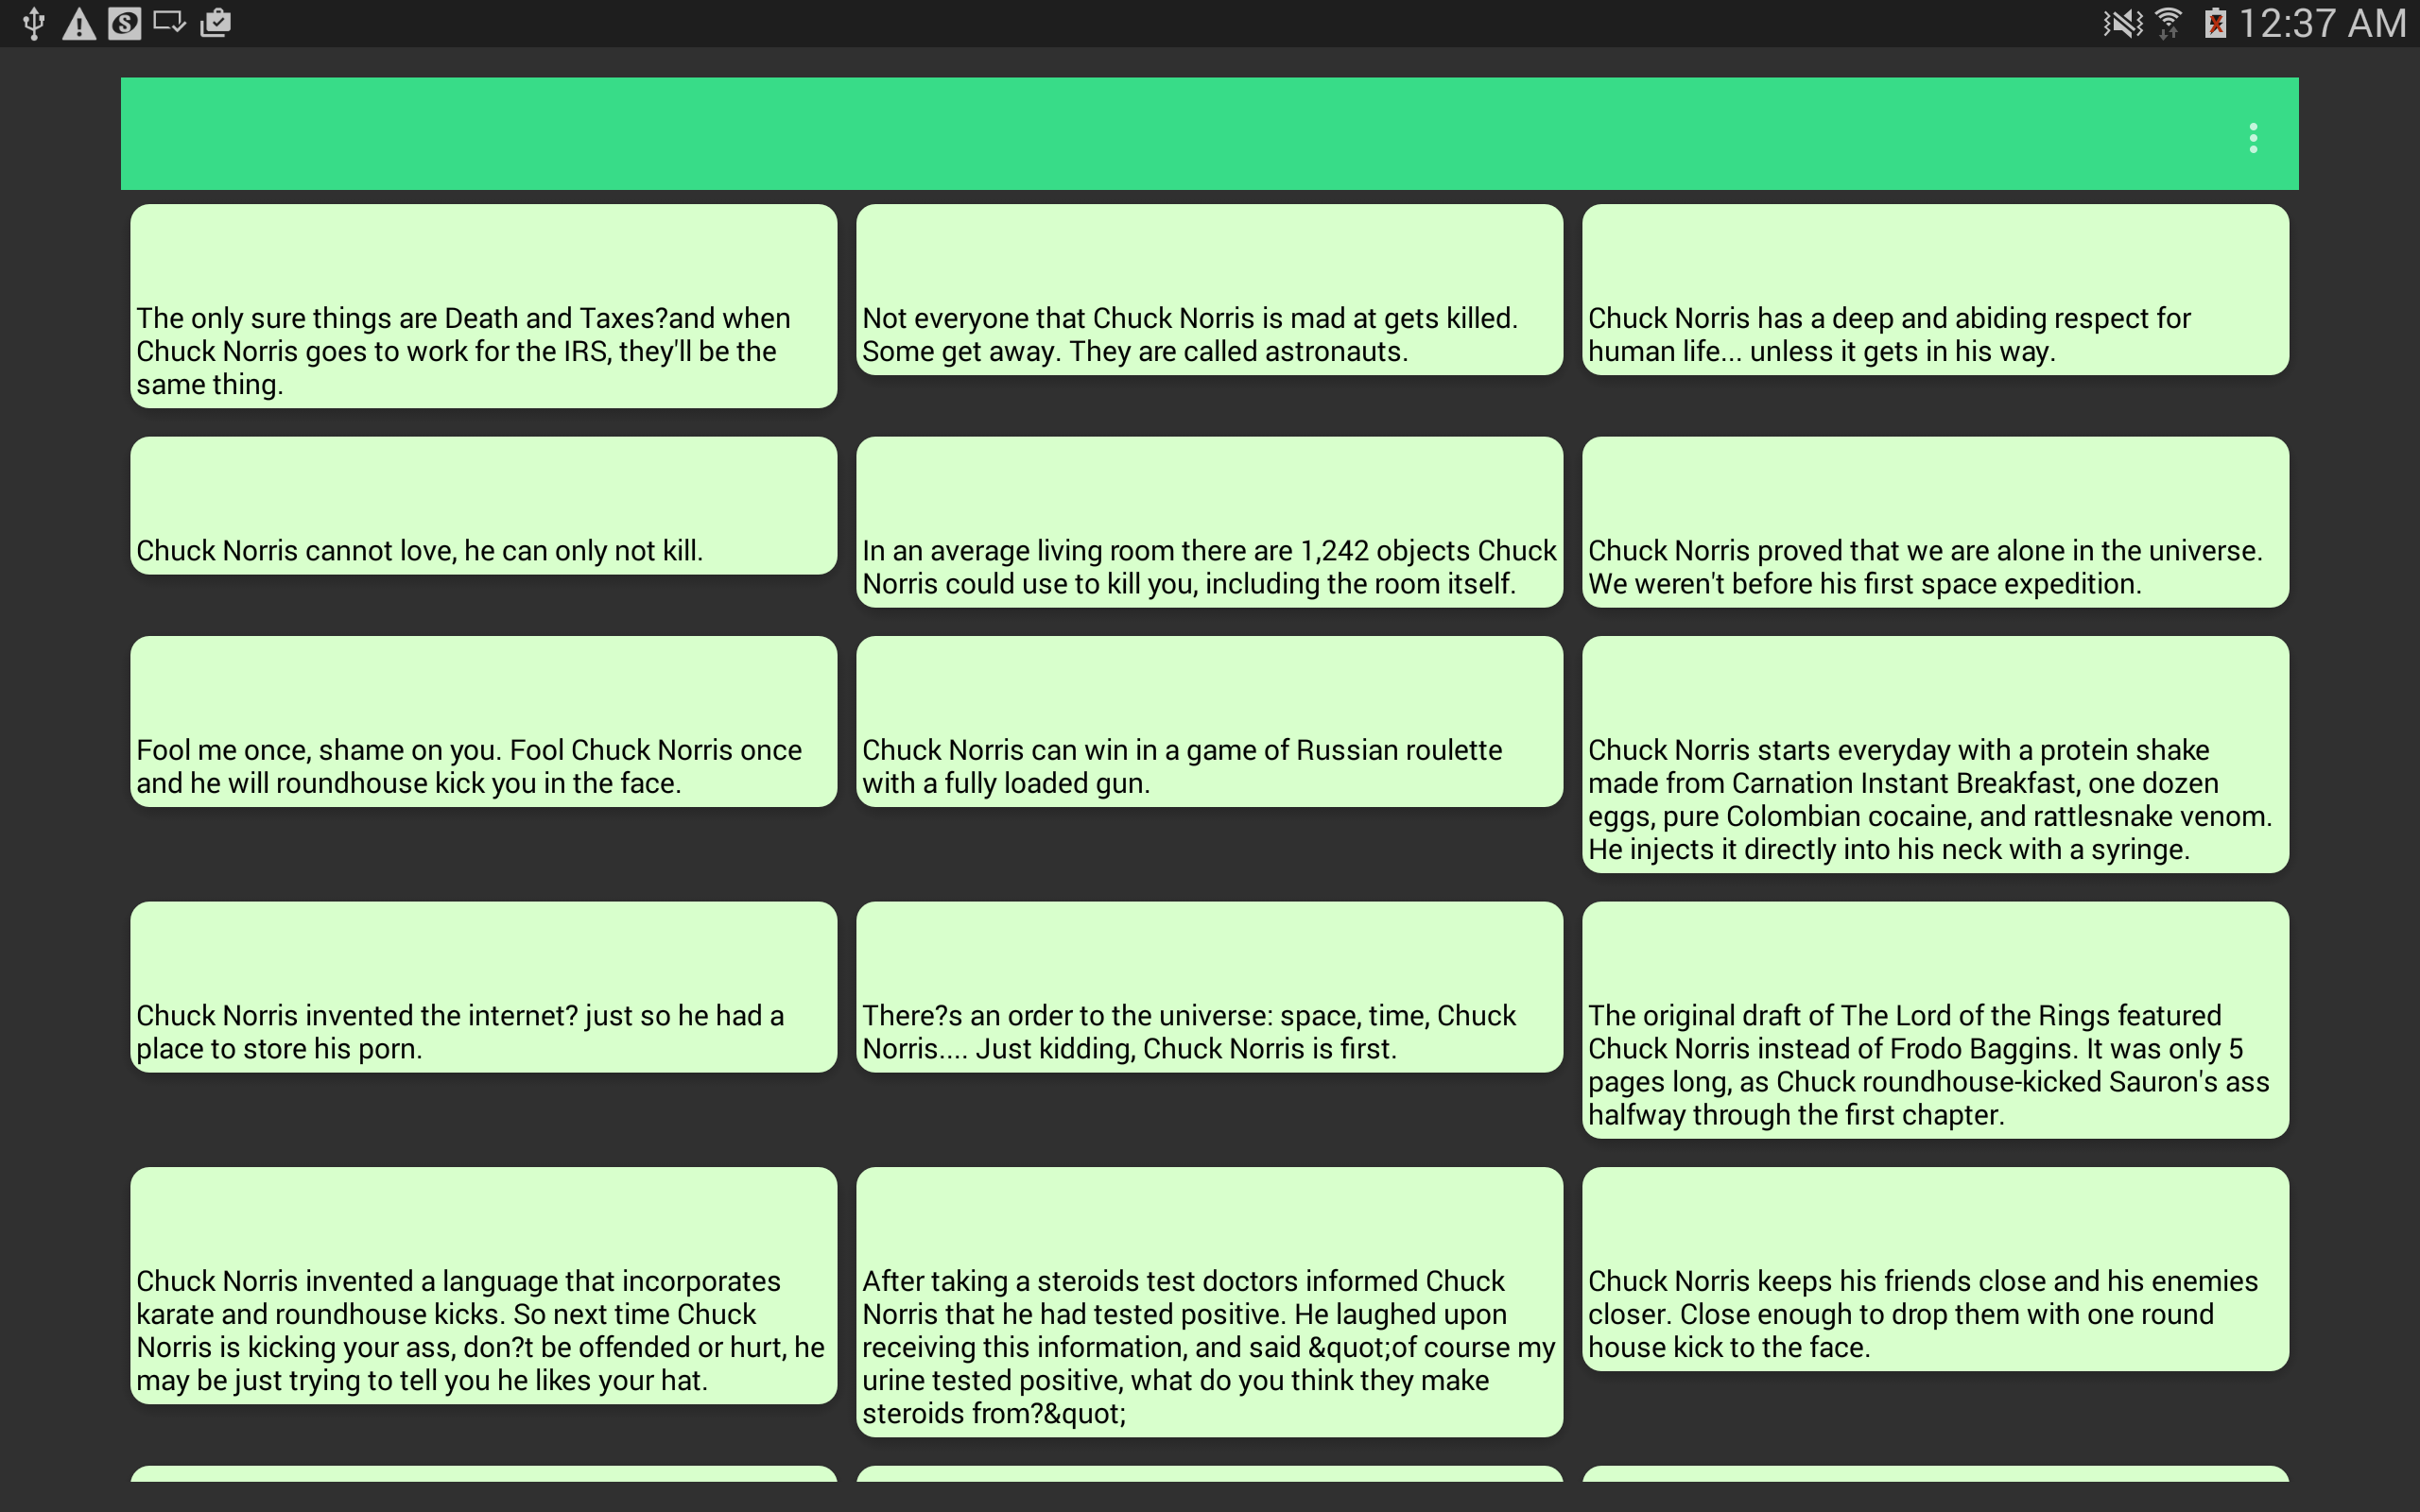 12:37 AM
The only sure things are Death and Taxes?and when
Chuck Norris goes to work for the IRS, they'll be the
same thing.
Not everyone that Chuck Norris is mad at gets killed.
Some get away. They are called astronauts.
Chuck Norris has a deep and abiding respect for
human life... unless it gets in his way.
Chuck Norris cannot love, he can only not kill.
In an average living room there are 1,242 objects Chuck
Norris could use to kill you, including the room itself.
Chuck Norris proved that we are alone in the universe.
We weren't before his first space expedition.
Fool me once, shame on you. Fool Chuck Norris once
and he will roundhouse kick you in the face.
Chuck Norris can win in a game of Russian roulette
with a fully loaded gun.
Chuck Norris starts everyday with a protein shake
made from Carnation Instant Breakfast, one dozen
eggs, pure Colombian cocaine, and rattlesnake venom.
He injects it directly into his neck with a syringe.
Chuck Norris invented the internet? just so he had a
place to store his porn.
There?s an order to the universe: space, time, Chuck
Norris.... Just kidding, Chuck Norris is first.
The original draft of The Lord of the Rings featured
Chuck Norris instead of Frodo Baggins. It was only 5
pages long, as Chuck roundhouse-kicked Sauron's ass
halfway through the first chapter.
Chuck Norris invented a language that incorporates
karate and roundhouse kicks. So next time Chuck
Norris is kicking your ass, don?t be offended or hurt, he
may be just trying to tell you he likes your hat.
After taking a steroids test doctors informed Chuck
Norris that he had tested positive. He laughed upon
receiving this information, and said &quot;of course my
urine tested positive, what do you think they make
steroids from?&quot;
Chuck Norris keeps his friends close and his enemies
closer. Close enough to drop them with one round
house kick to the face.